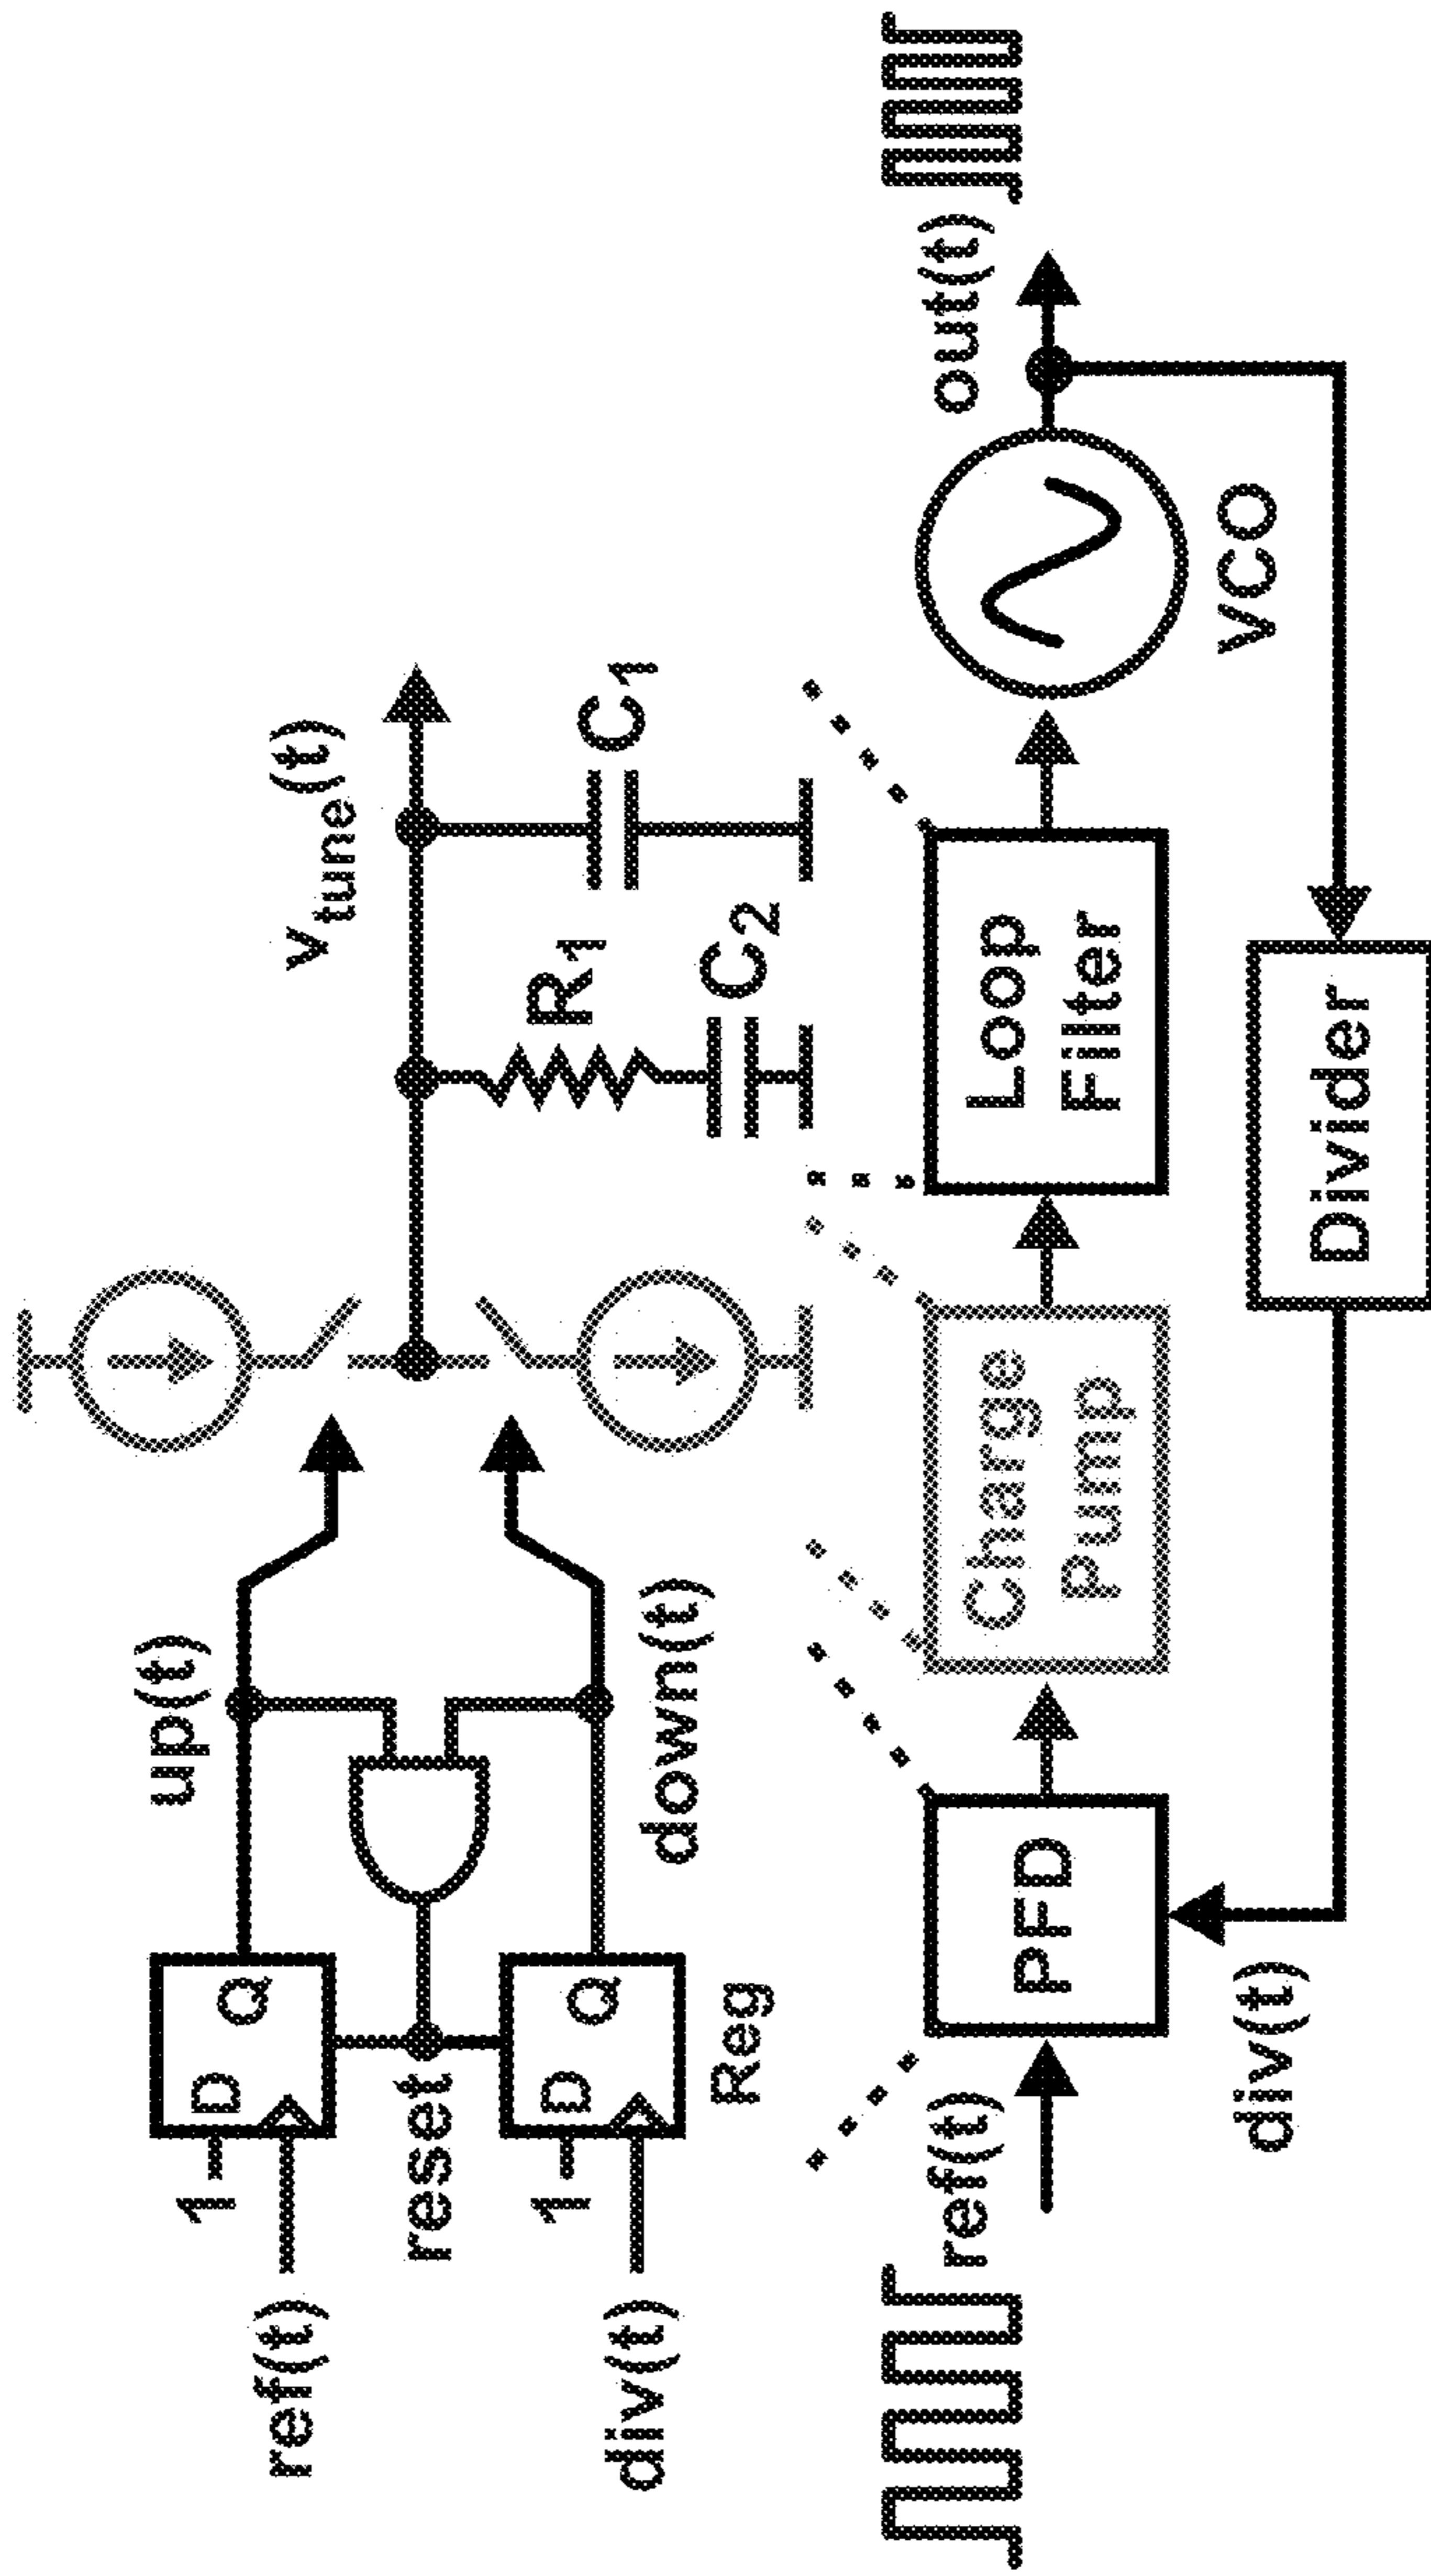 up(t)
1
D
Q
ref(t)
reset
1
D
Q
div(t)
Reg
down(t)
vtune(t)
R1
C2
C1
ref(t)
PFD
Charge
Pump
Loop
Filter
out(t)
VCO
div(t)
Divider